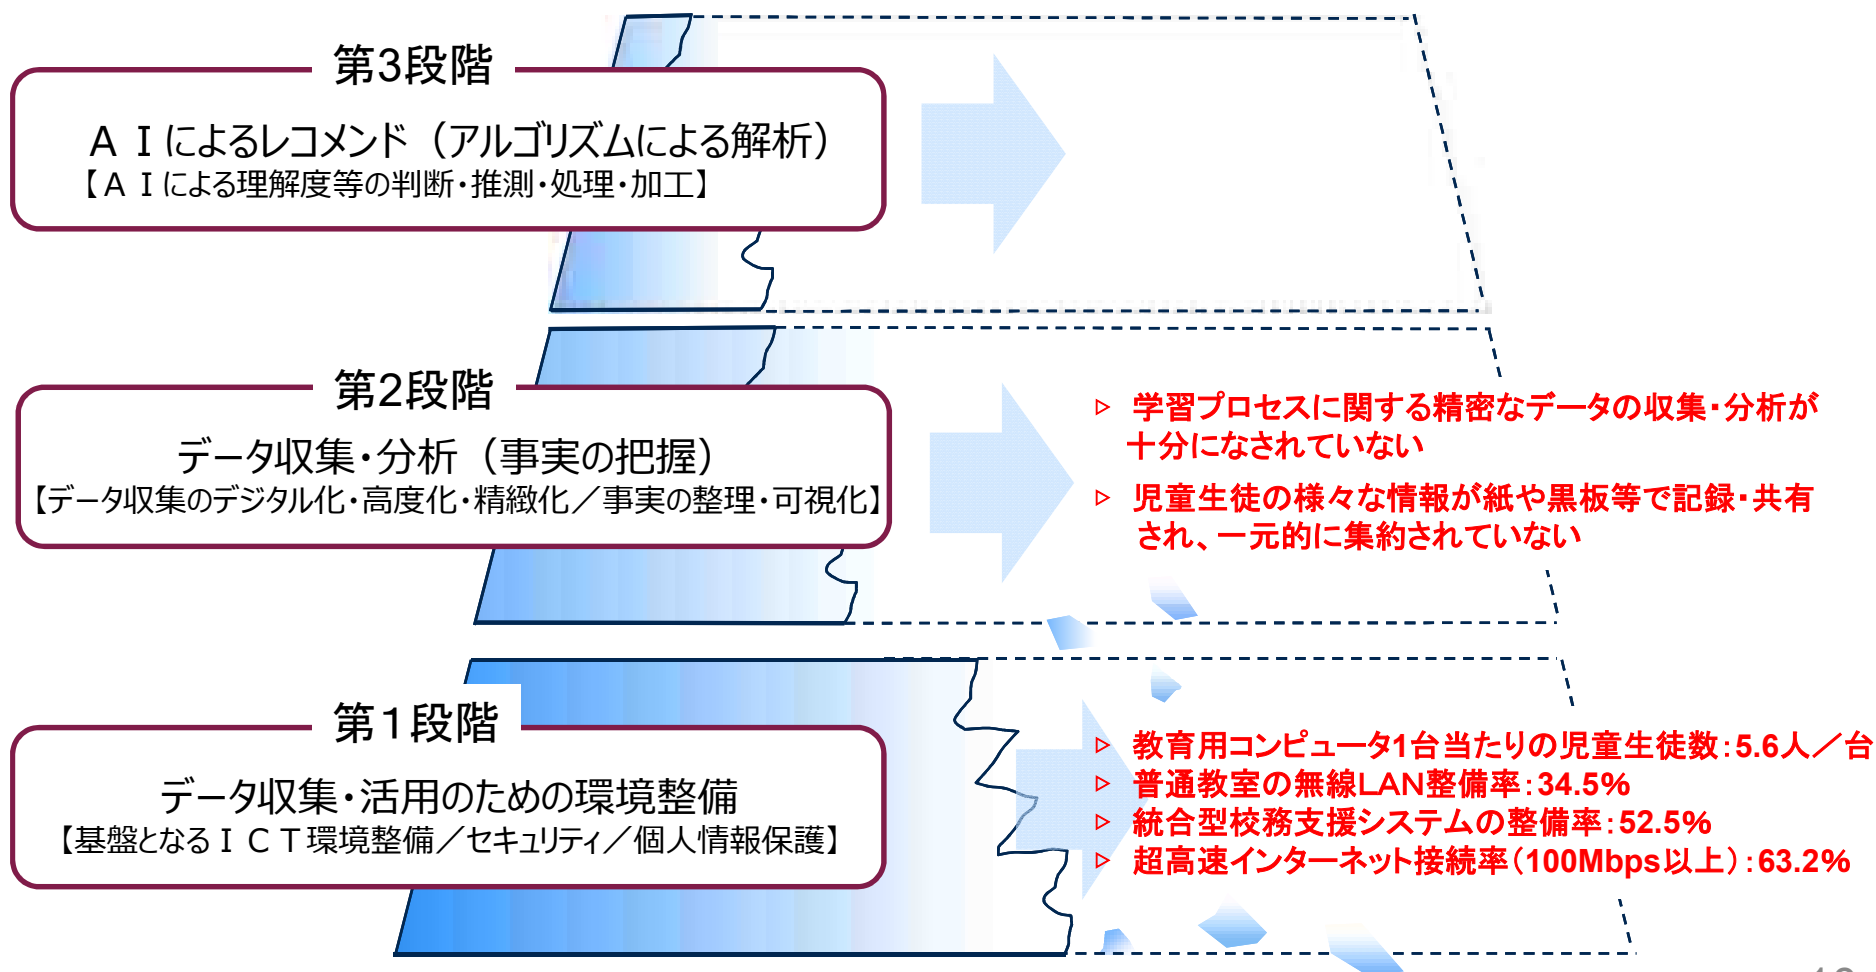 第3段階
ＡＩによるレコメンド（アルゴリズムによる解析）
【ＡＩによる理解度等の判断・推測・処理・加工】
第2段階
データ収集・分析（事実の把握）
【データ収集のデジタル化・高度化・精緻化／事実の整理・可視化】
▷ 学習プロセスに関する精密なデータの収集・分析が
十分になされていない
▷ 児童生徒の様々な情報が紙や黒板等で記録・共有
され、一元的に集約されていない
第１段階
データ収集・活用のための環境整備
【基盤となるＩＣＴ環境整備／セキュリティ／個人情報保護】
▷ 教育用コンピュータ1台当たりの児童生徒数：5.6人／台
▷ 普通教室の無線LAN整備率：34.5%
▷ 統合型校務支援システムの整備率：52.5%
▷ 超高速インターネット接続率（100Mbps以上）：63.2%